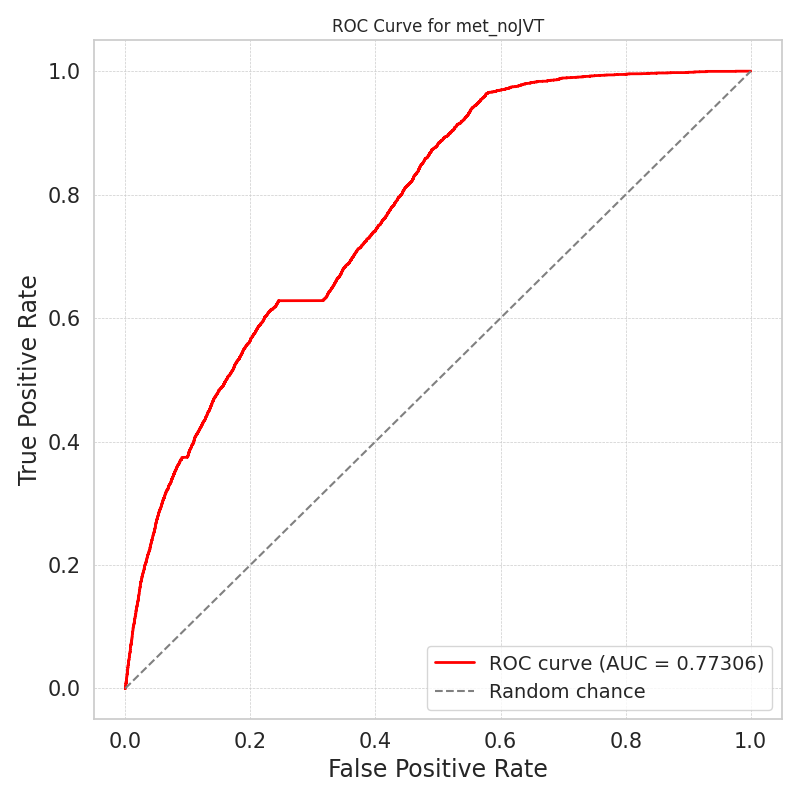 ROC Curve for met_noJVT
1.0
0.8
0.6
0.4
0.2
0.0
True Positive Rate
ROC curve (AUC = 0.77306)
Random chance
0.0 0.2 0.4 0.6 0.8 1.0
False Positive Rate